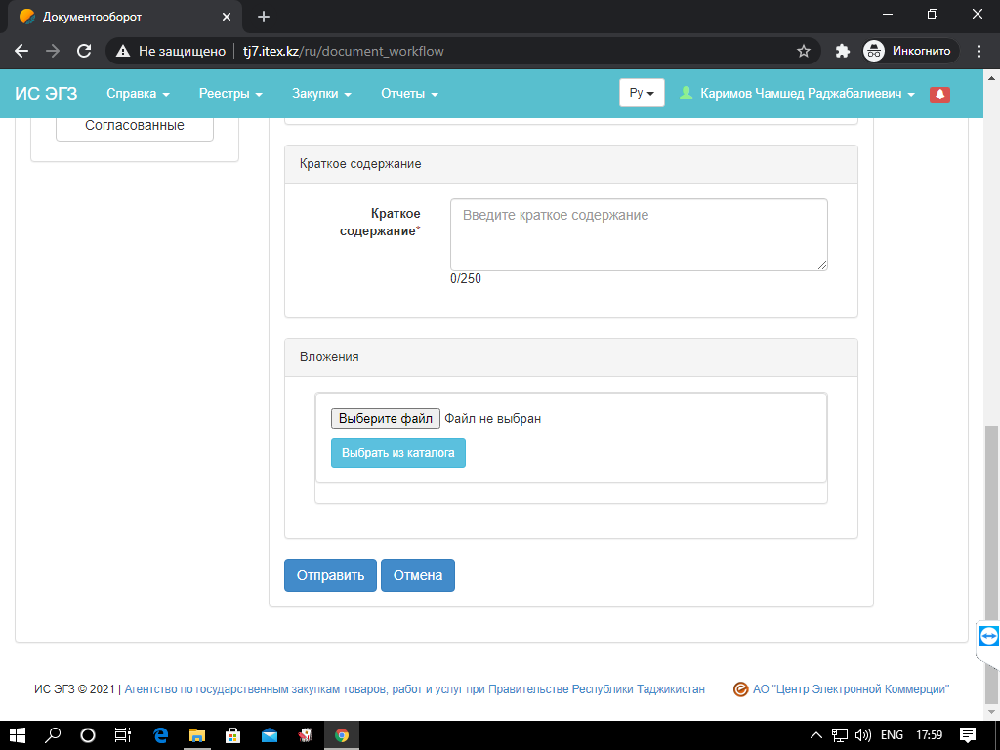 Документооборот
Не защищено
tj7.itex.kz/ru/document_workflow
Инкогнито
ИС ЭГЗ
Справка
Реестры
Закупки
Отчеты
Ру
Каримов Чамшед Раджабалиевич
Согласованные
Краткое содержание
Краткое
содержание*
Введите краткое содержание
0/250
Вложения
Выберите файл Файл не выбран
Выбрать из каталога
Отправить
Отмена
ИС ЭГЗ © 2021 | Агентство по государственным закупкам товаров, работ и услуг при Правительстве Республики Таджикистан
АО "Центр Электронной Коммерции"
ENG
17:59